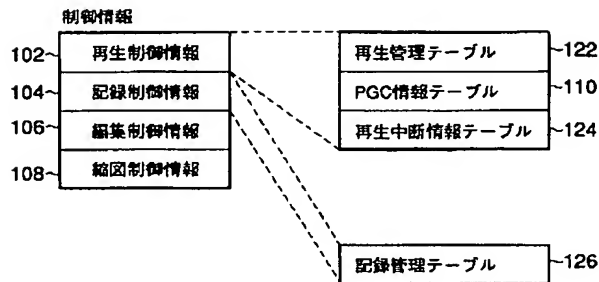 制御情報
102 再生制御情報
104 記録制御情報
106 編集制御情報
108 縮図制御情報
再生管理テーブル 122
PGC情報テーブル 110
再生中断情報テーブル 124
記録管理テーブル 126